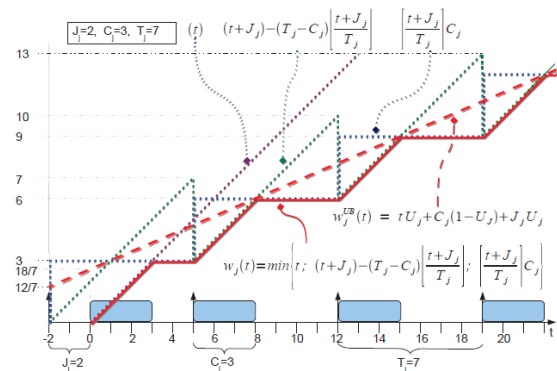 J_j=2, C_j=3, T_j=7
(t)
(t+J_j)−(T_j−C_j)⌊(t+J_j)/T_j⌋
⌈(t+J_j)/T_j⌉C_j
13
10
9
7
6
3
18/7
12/7
w_j^UB(t) = t U_j+C_j(1−U_J)+J_jU_j
w_j(t)=min{t; (t+J_j)−(T_j−C_j)⌊(t+J_j)/T_j⌋; ⌈(t+J_j)/T_j⌉C_j}
-2 0 2 4 6 8 10 12 14 16 18 20 t
J_j=2
C_j=3
T_j=7